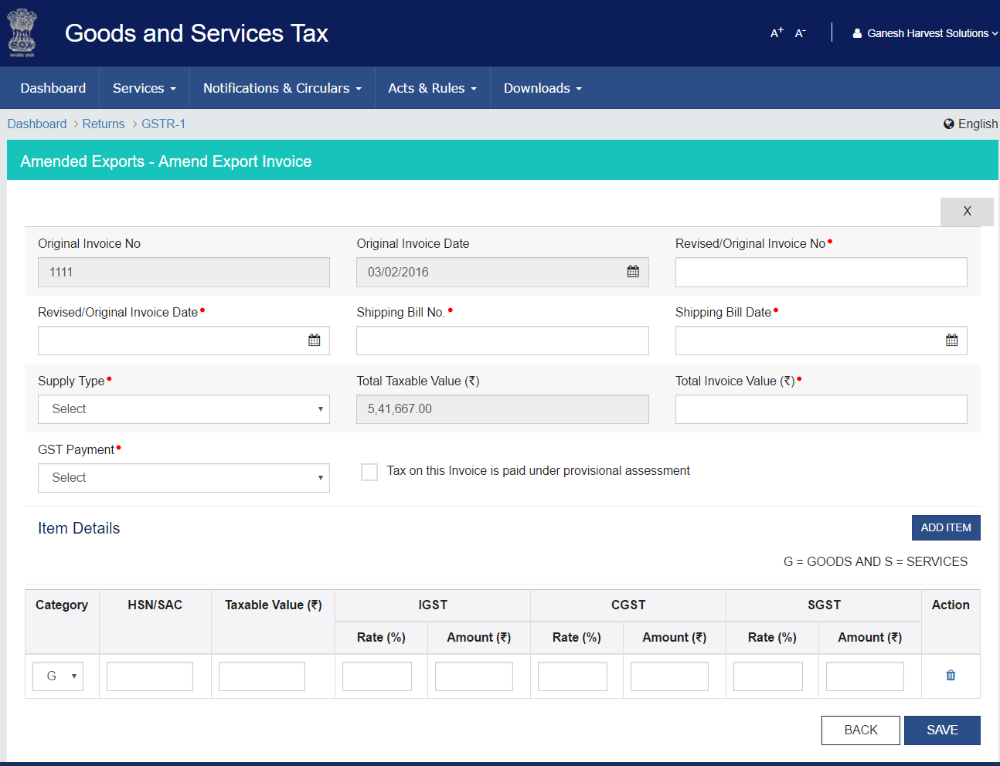 Goods and Services Tax
A+ A-
Ganesh Harvest Solutions
Dashboard Services Notifications & Circulars Acts & Rules Downloads
Dashboard > Returns > GSTR-1
English
Amended Exports - Amend Export Invoice
X
Original Invoice No Original Invoice Date Revised/Original Invoice No
1111 03/02/2016
Revised/Original Invoice Date Shipping Bill No. Shipping Bill Date
Supply Type Total Taxable Value (₹) Total Invoice Value (₹)
Select 5,41,667.00
GST Payment
Select Tax on this Invoice is paid under provisional assessment
Item Details ADD ITEM
G = GOODS AND S = SERVICES
Category HSN/SAC Taxable Value (₹) IGST CGST SGST Action
Rate (%) Amount (₹) Rate (%) Amount (₹) Rate (%) Amount (₹)
G
BACK SAVE